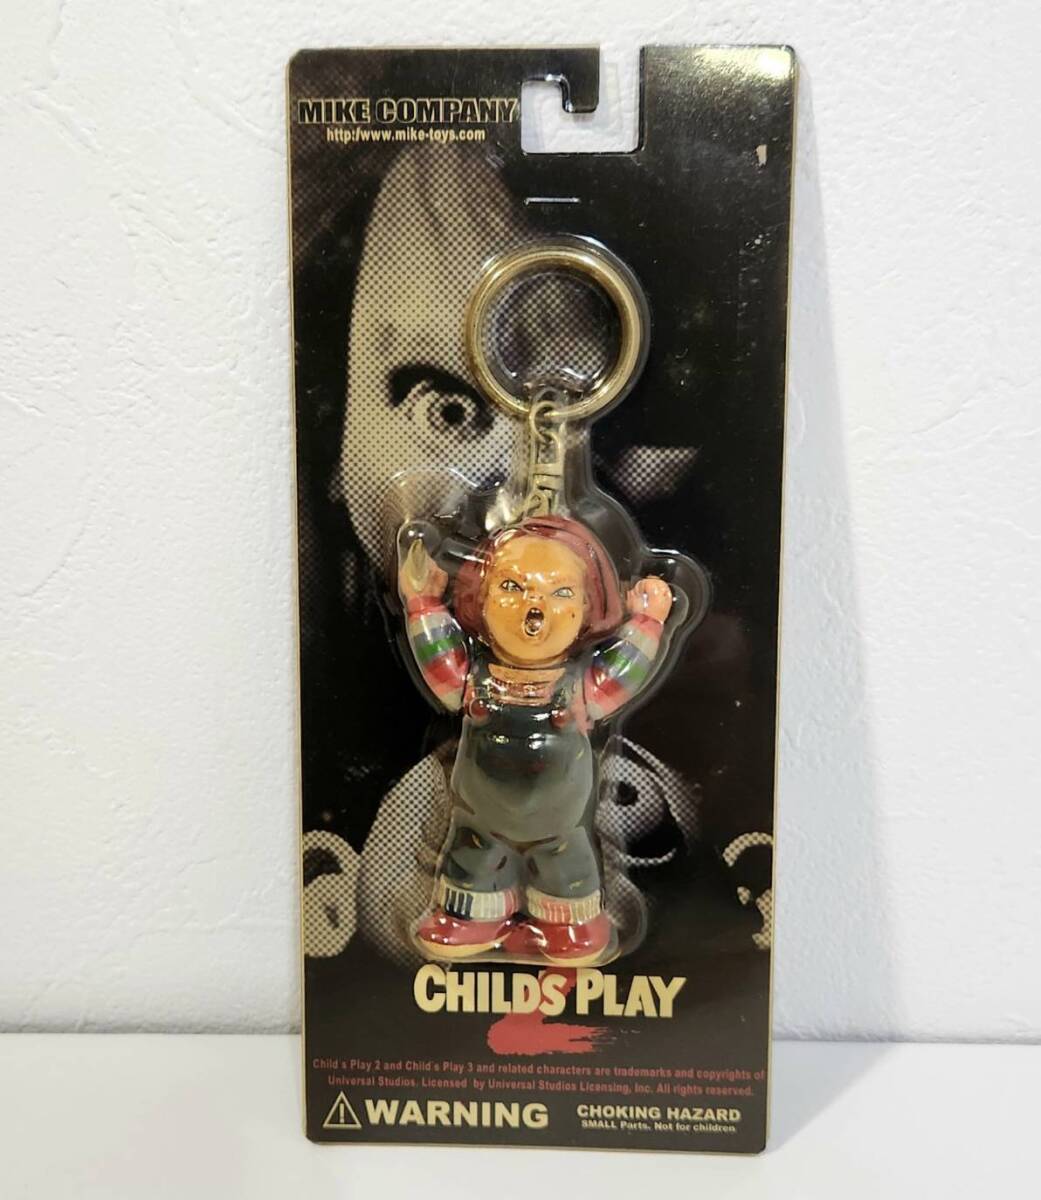 MIKE COMPANY
http:/www.mike-toys.com
CHILD'S PLAY
2
Child's Play 2 and Child's Play 3 and related characters are trademarks and copyrights of
Universal Studios. Licensed by Universal Studios Licensing, Inc. All rights reserved.
WARNING
CHOKING HAZARD
SMALL Parts. Not for children